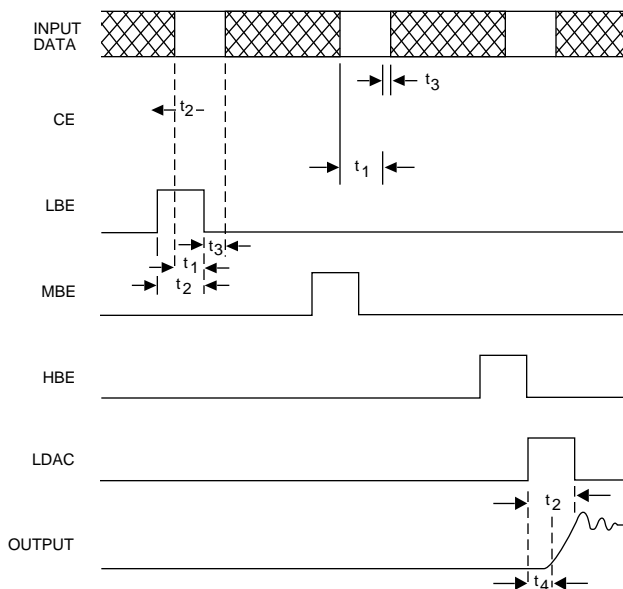 INPUT
DATA
t3
t2
CE
t1
LBE
t3
t1
t2
MBE
HBE
LDAC
t2
OUTPUT
t4